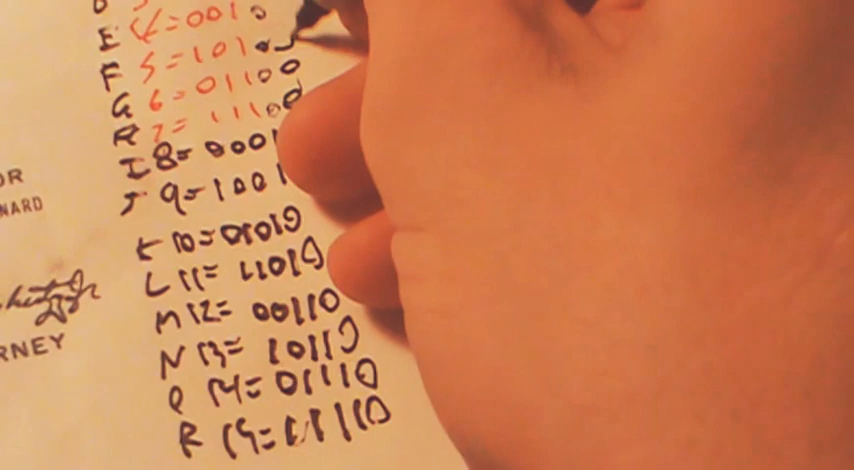 E 4=0010
F 5=1010
G 6=01100
R 7=11100
I 8=0001
J 9=1001
OR
NARD
K 10=01010
L 11=11010
M 12=00110
N 13=10110
RNEY
O 14=01110
R 15=11110